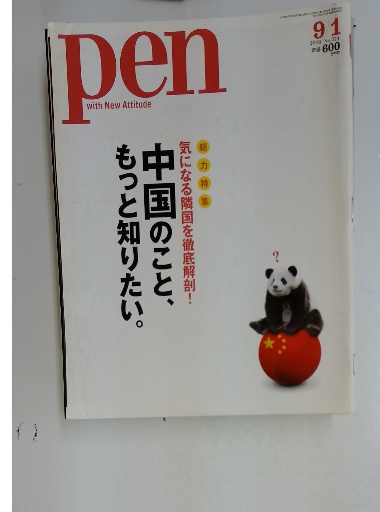 pen
with New Attitude
9/1
600
総力特集
気になる隣国を徹底解剖!
中国のこと、
もっと知りたい。
?